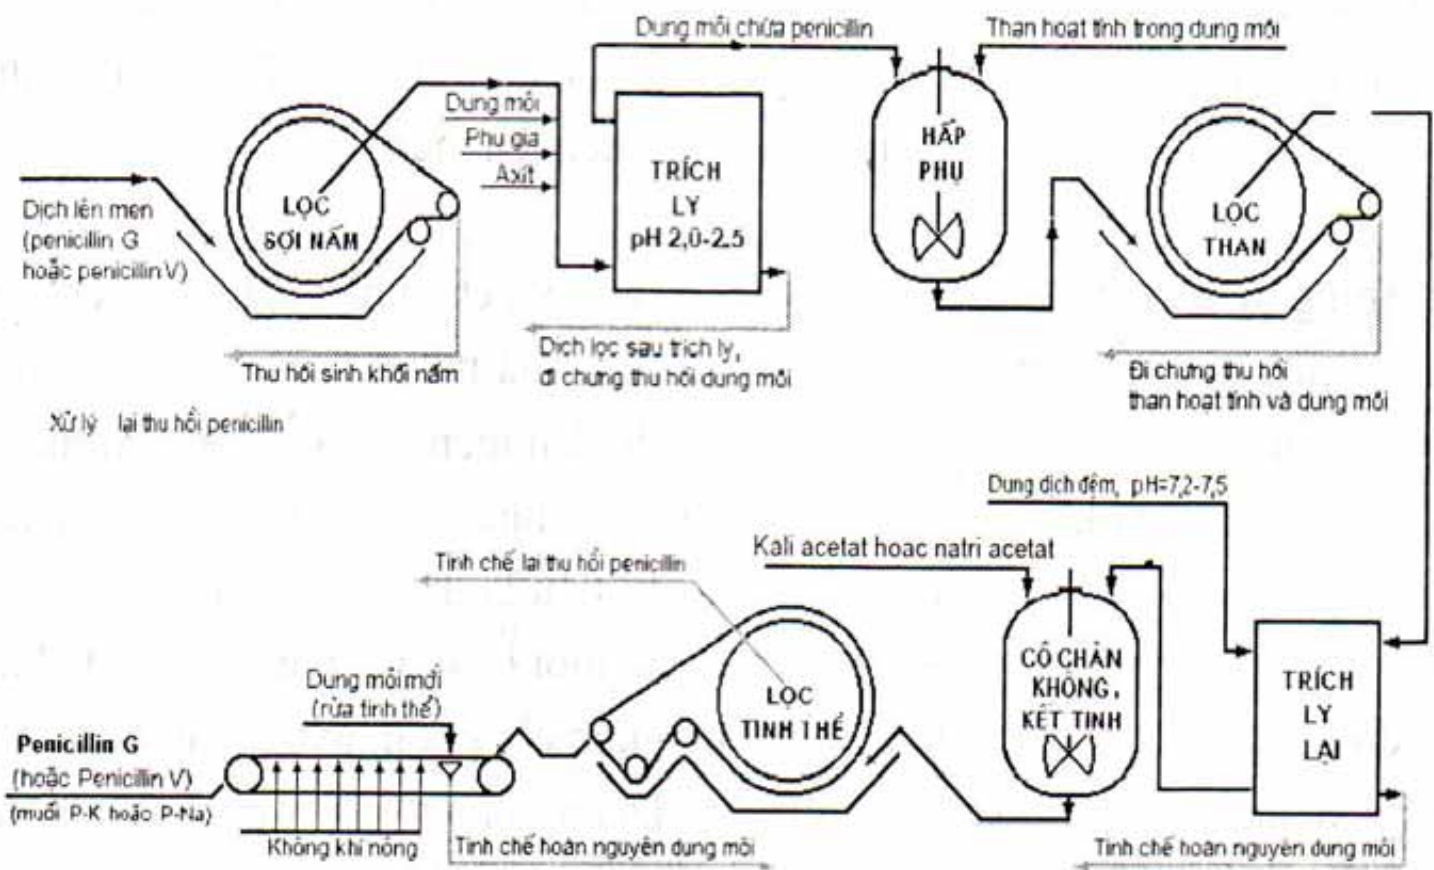 Dung môi chứa penicillin
Than hoạt tính trong dung môi
Dung môi
Phụ gia
Axít
HẤP
PHỤ
TRÍCH
LY
pH 2,0-2.5
LỌC
SỢI NẤM
LỌC
THAN
Dịch lên men
(penicillin G
hoặc penicillin V)
Thu hồi sinh khối nấm
Dịch lọc sau trich ly,
đi chưng thu hồi dung môi
Đi chưng thu hồi
than hoạt tính và dung môi
Xử lý lại thu hồi penicillin
Dung dịch đệm, pH=7,2-7,5
Kali acetat hoac natri acetat
Tinh chế lại thu hồi penicillin
CÔ CHÂN
KHÔNG,
KẾT TINH
TRÍCH
LY
LẠI
LỌC
TINH THỂ
Dung môi mới
(rửa tinh thể)
Penicillin G
(hoặc Penicillin V)
(muối P-K hoặc P-Na)
Không khí nóng
Tinh chế hoàn nguyên dung môi
Tinh chế hoàn nguyên dung môi